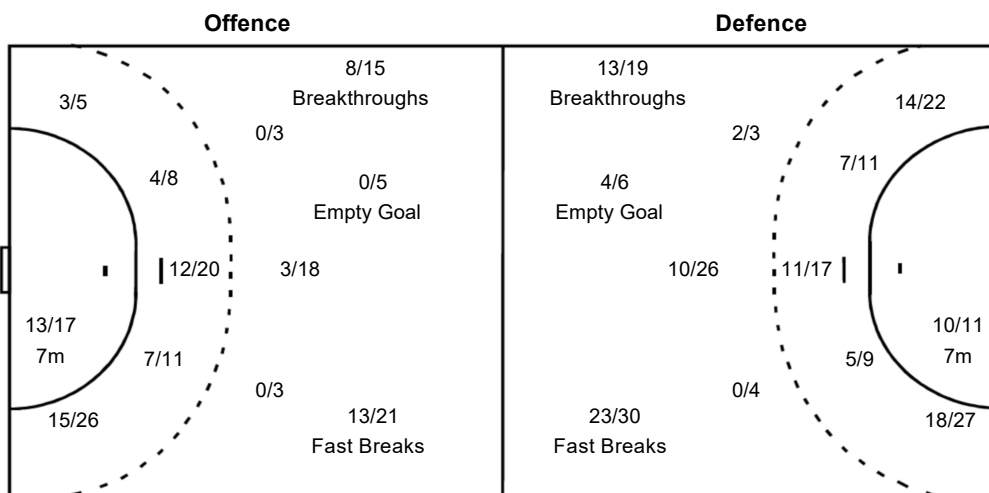 Offence
Defence
8/15
Breakthroughs
13/19
Breakthroughs
3/5
14/22
0/3
2/3
4/8
7/11
0/5
Empty Goal
4/6
Empty Goal
12/20
3/18
10/26
11/17
13/17
7m
10/11
7m
7/11
5/9
0/3
0/4
15/26
18/27
13/21
Fast Breaks
23/30
Fast Breaks